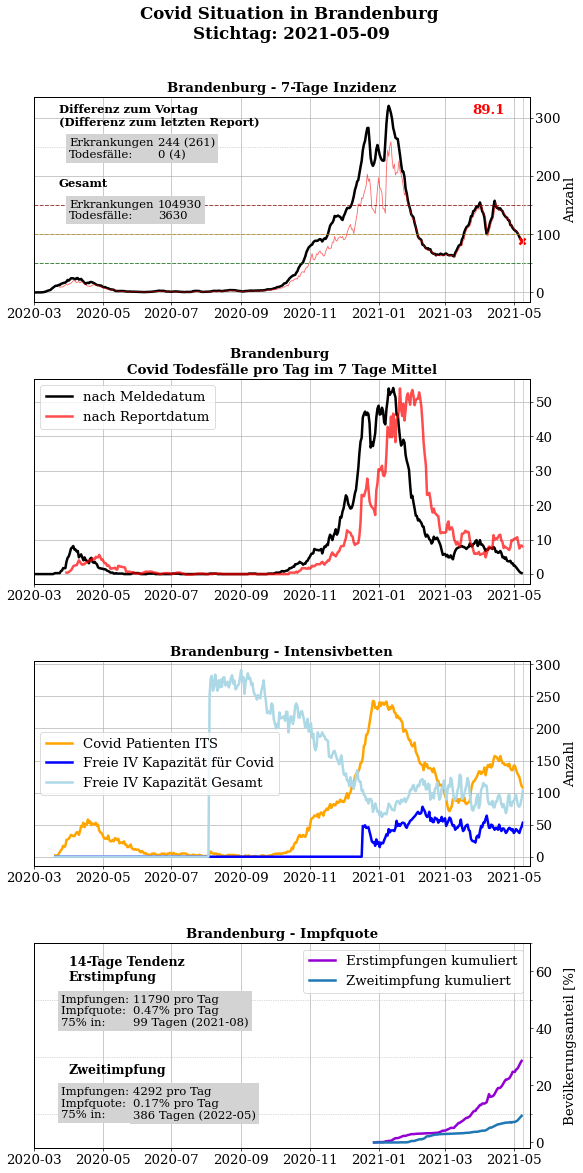 Covid Situation in Brandenburg
Stichtag: 2021-05-09
Brandenburg - 7-Tage Inzidenz
Differenz zum Vortag
(Differenz zum letzten Report)
Erkrankungen 244 (261)
Todesfälle: 0 (4)
Gesamt
Erkrankungen 104930
Todesfälle: 3630
89.1
300
200
100
0
Anzahl
2020-03 2020-05 2020-07 2020-09 2020-11 2021-01 2021-03 2021-05
Brandenburg
Covid Todesfälle pro Tag im 7 Tage Mittel
nach Meldedatum
nach Reportdatum
50
40
30
20
10
0
2020-03 2020-05 2020-07 2020-09 2020-11 2021-01 2021-03 2021-05
Brandenburg - Intensivbetten
Covid Patienten ITS
Freie IV Kapazität für Covid
Freie IV Kapazität Gesamt
300
250
200
150
100
50
0
Anzahl
2020-03 2020-05 2020-07 2020-09 2020-11 2021-01 2021-03 2021-05
Brandenburg - Impfquote
14-Tage Tendenz
Erstimpfung
Impfungen: 11790 pro Tag
Impfquote: 0.47% pro Tag
75% in: 99 Tagen (2021-08)
Zweitimpfung
Impfungen: 4292 pro Tag
Impfquote: 0.17% pro Tag
75% in: 386 Tagen (2022-05)
Erstimpfungen kumuliert
Zweitimpfung kumuliert
60
40
20
0
Bevölkerungsanteil [%]
2020-03 2020-05 2020-07 2020-09 2020-11 2021-01 2021-03 2021-05